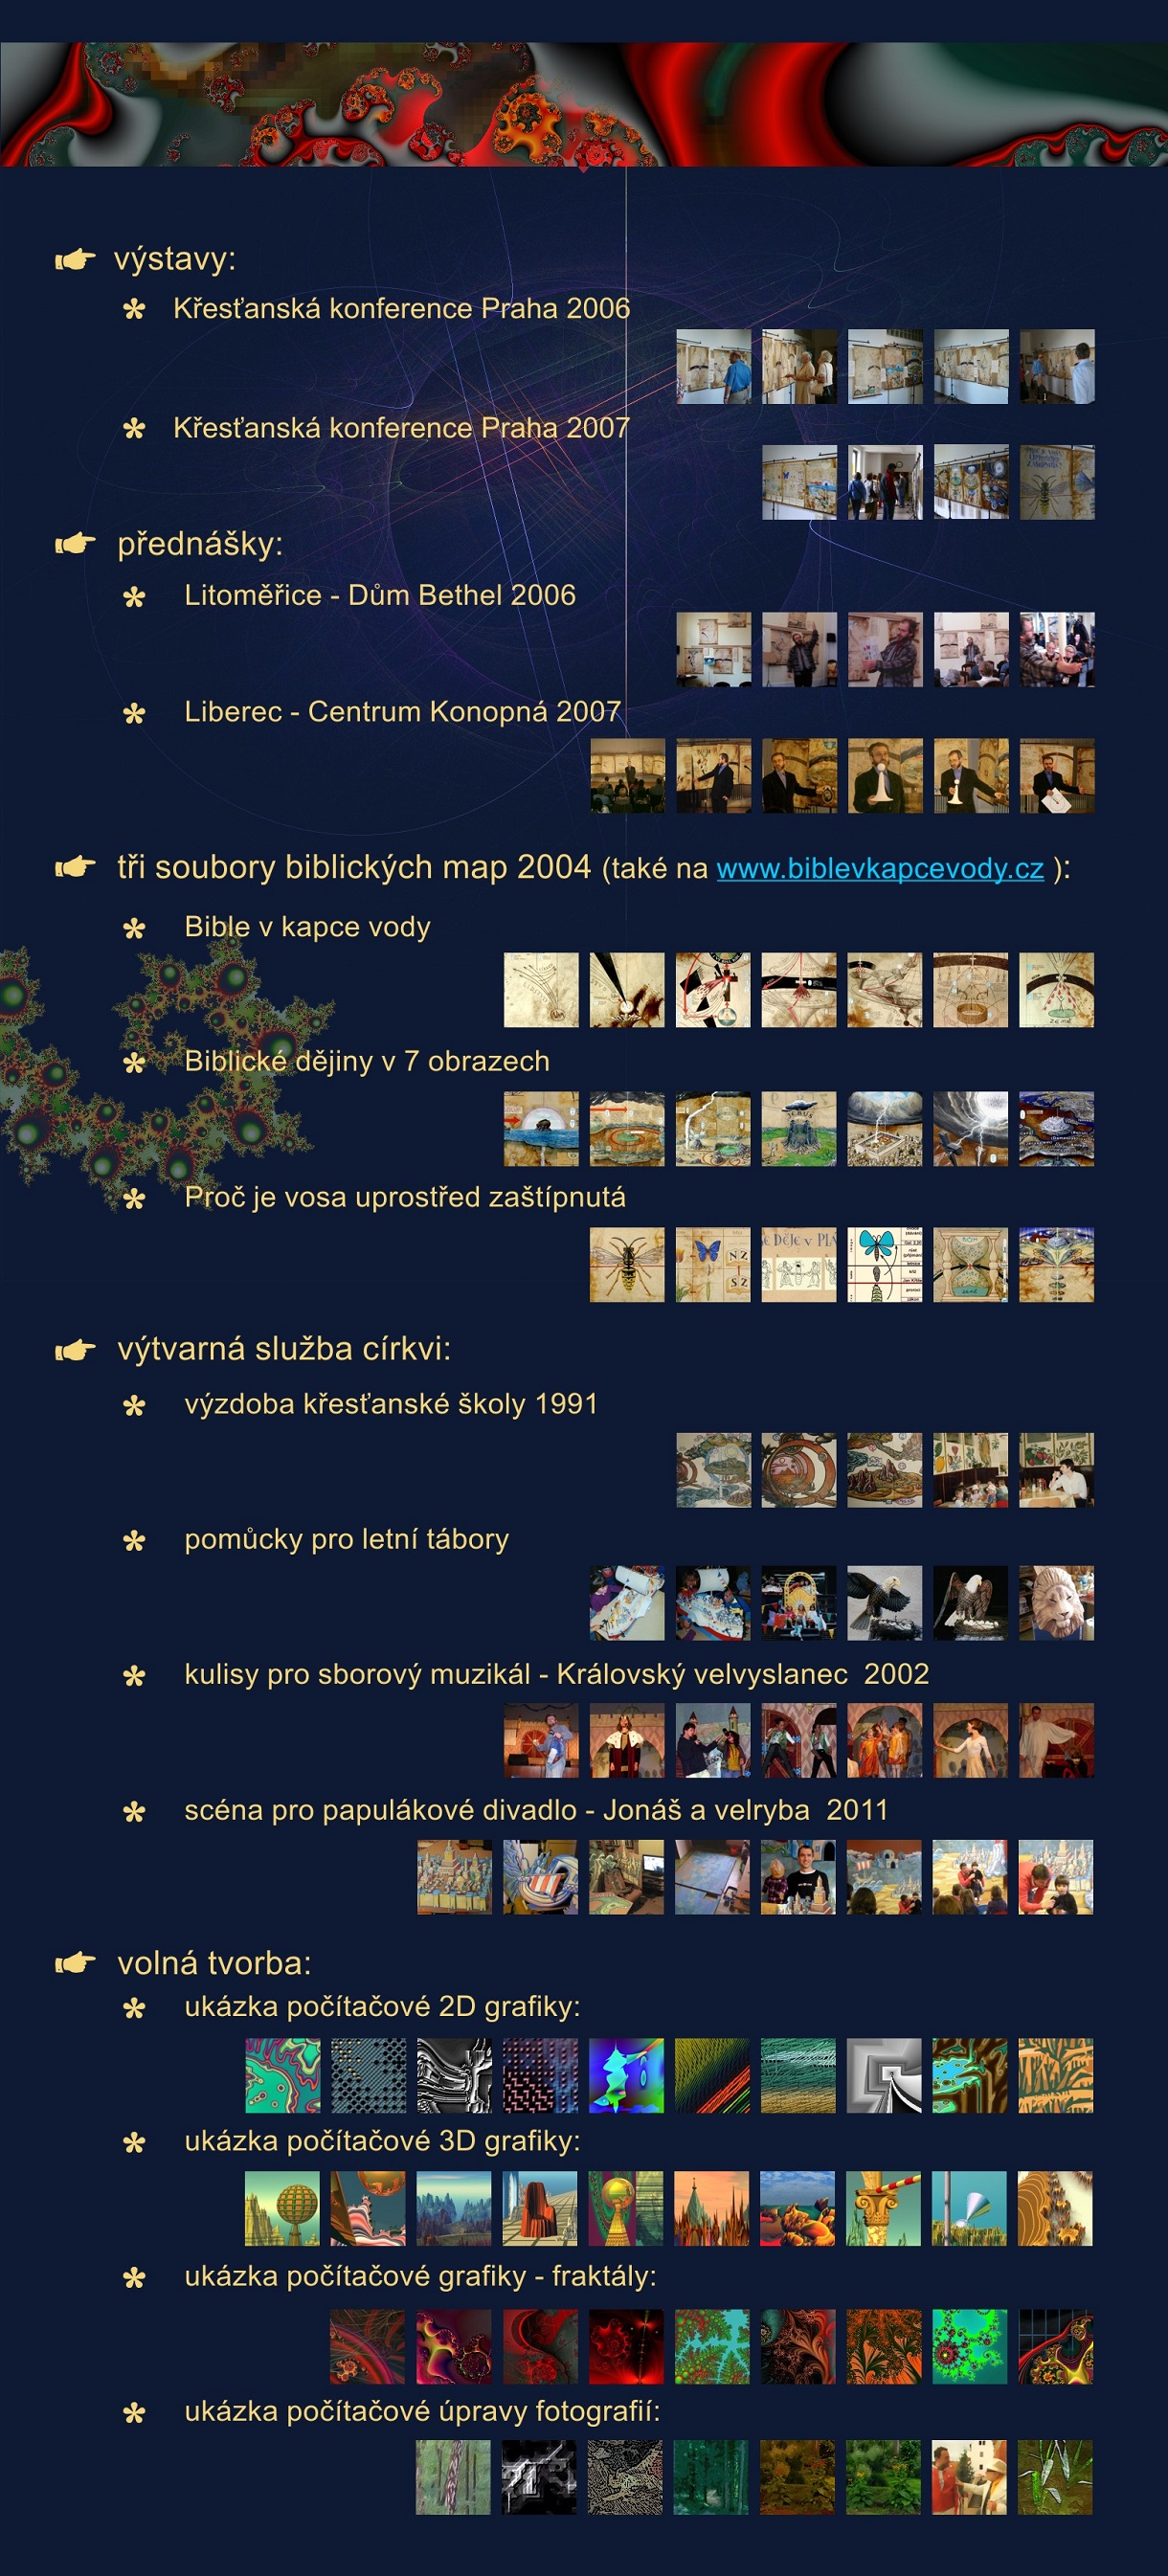 výstavy:
Křesťanská konference Praha 2006
Křesťanská konference Praha 2007
přednášky:
Litoměřice - Dům Bethel 2006
Liberec - Centrum Konopná 2007
tři soubory biblických map 2004 (také na www.biblevkapcevody.cz ):
Bible v kapce vody
Biblické dějiny v 7 obrazech
Proč je vosa uprostřed zaštípnutá
výtvarná služba církvi:
výzdoba křesťanské školy 1991
pomůcky pro letní tábory
kulisy pro sborový muzikál - Královský velvyslanec  2002
scéna pro papulákové divadlo - Jonáš a velryba  2011
volná tvorba:
ukázka počítačové 2D grafiky:
ukázka počítačové 3D grafiky:
ukázka počítačové grafiky - fraktály:
ukázka počítačové úpravy fotografií: